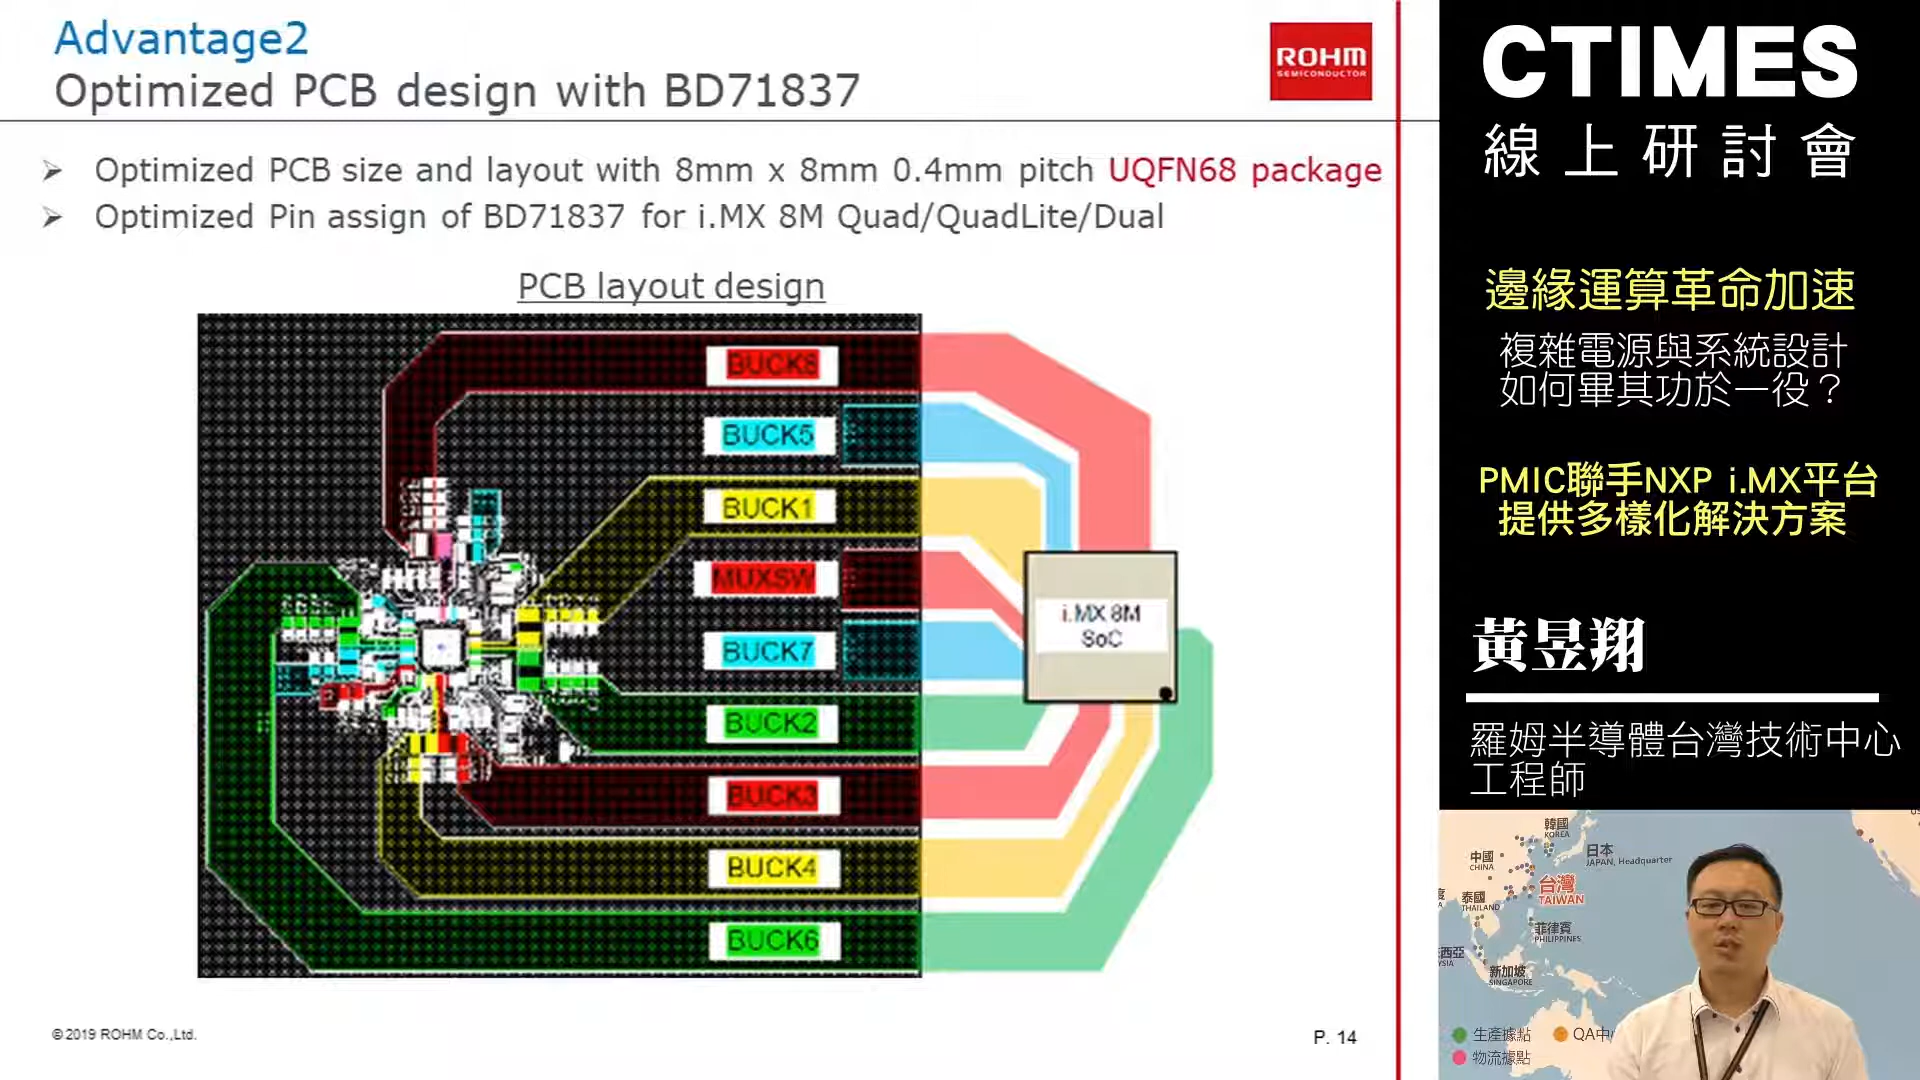 Advantage2
Optimized PCB design with BD71837
ROHM
SEMICONDUCTOR
Optimized PCB size and layout with 8mm x 8mm 0.4mm pitch UQFN68 package
Optimized Pin assign of BD71837 for i.MX 8M Quad/QuadLite/Dual
PCB layout design
BUCK8
BUCK5
BUCK1
MUXSW
BUCK7
BUCK2
BUCK3
BUCK4
BUCK6
i.MX 8M
SoC
©2019 ROHM Co.,Ltd.
P. 14
CTIMES
線上研討會
邊緣運算革命加速
複雜電源與系統設計
如何畢其功於一役？
PMIC聯手NXP i.MX平台
提供多樣化解決方案
黃昱翔
羅姆半導體台灣技術中心
工程師
韓國
KOREA
日本
JAPAN, Headquarter
中國
CHINA
台灣
TAIWAN
泰國
THAILAND
菲律賓
PHILIPPINES
西亞
新加坡
SINGAPORE
生產據點
QA中
物流據點